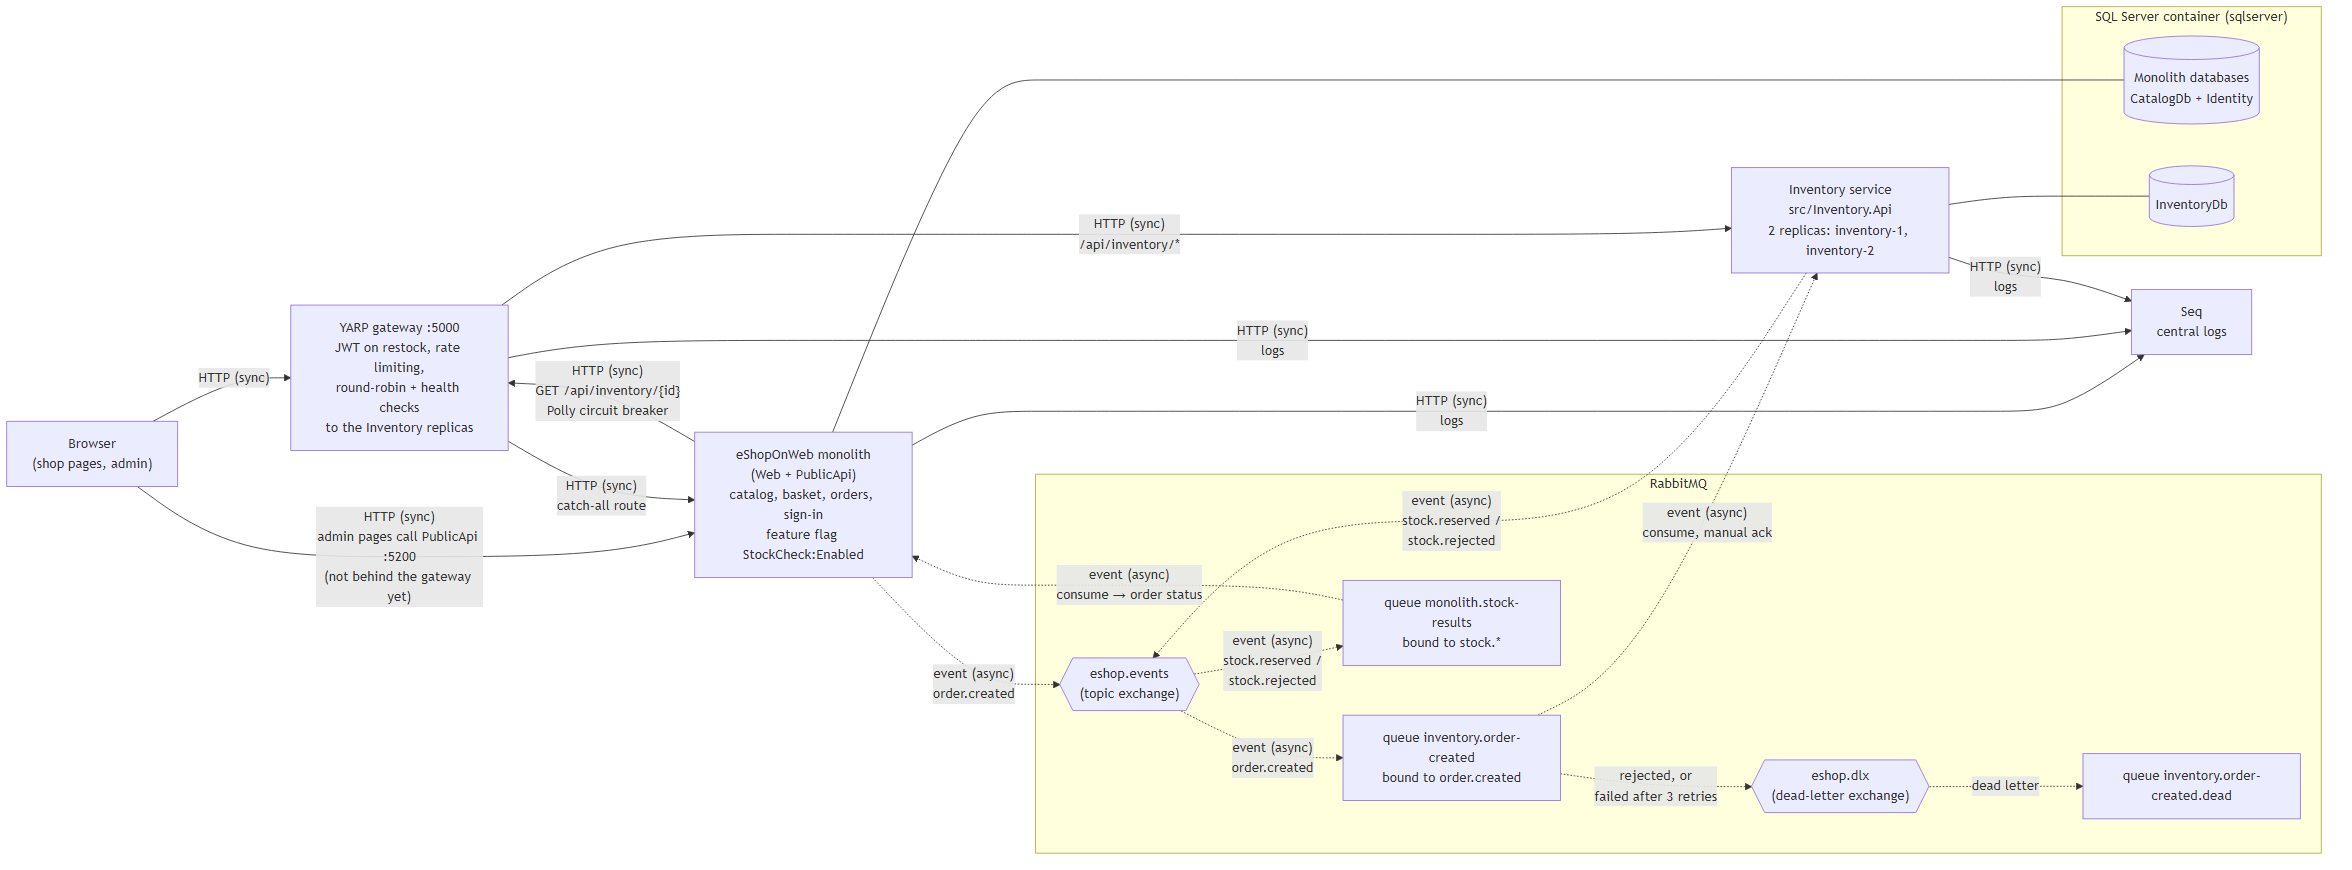 SQL Server container (sqlserver)
Monolith databases
CatalogDb + Identity
InventoryDb
Inventory service
src/Inventory.Api
2 replicas: inventory-1,
inventory-2
HTTP (sync)
/api/inventory/*
HTTP (sync)
logs
Seq
central logs
YARP gateway :5000
JWT on restock, rate
limiting,
round-robin + health
checks
to the Inventory replicas
HTTP (sync)
logs
HTTP (sync)
HTTP (sync)
GET /api/inventory/{id}
Polly circuit breaker
HTTP (sync)
logs
Browser
(shop pages, admin)
eShopOnWeb monolith
(Web + PublicApi)
catalog, basket, orders,
sign-in
feature flag
StockCheck:Enabled
HTTP (sync)
catch-all route
HTTP (sync)
admin pages call PublicApi
:5200
(not behind the gateway
yet)
RabbitMQ
event (async)
stock.reserved /
stock.rejected
event (async)
consume, manual ack
event (async)
consume → order status
queue monolith.stock-
results
bound to stock.*
event (async)
stock.reserved /
stock.rejected
event (async)
order.created
eshop.events
(topic exchange)
event (async)
order.created
queue inventory.order-
created
bound to order.created
rejected, or
failed after 3 retries
eshop.dlx
(dead-letter exchange)
dead letter
queue inventory.order-
created.dead